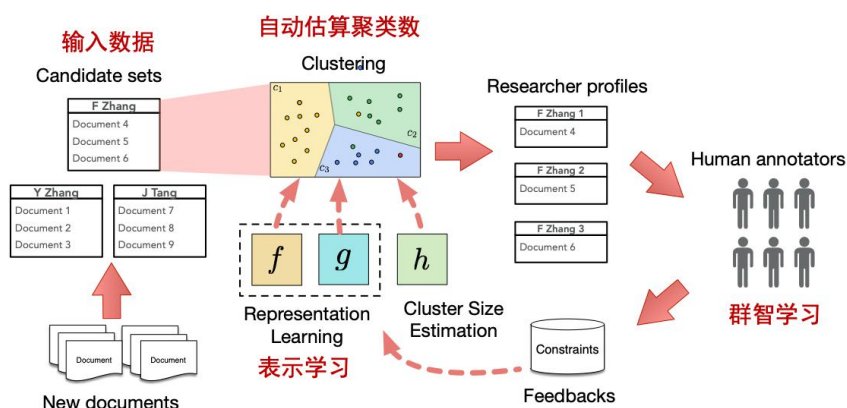 输入数据
Candidate sets
F Zhang
Document 4
Document 5
Document 6
Y Zhang
Document 1
Document 2
Document 3
J Tang
Document 7
Document 8
Document 9
Document
Document
New documents
自动估算聚类数
Clustering
c1
c2
c3
f
g
h
Representation
Learning
表示学习
Cluster Size
Estimation
Researcher profiles
F Zhang 1
Document 4
F Zhang 2
Document 5
F Zhang 3
Document 6
Human annotators
群智学习
Constraints
Feedbacks